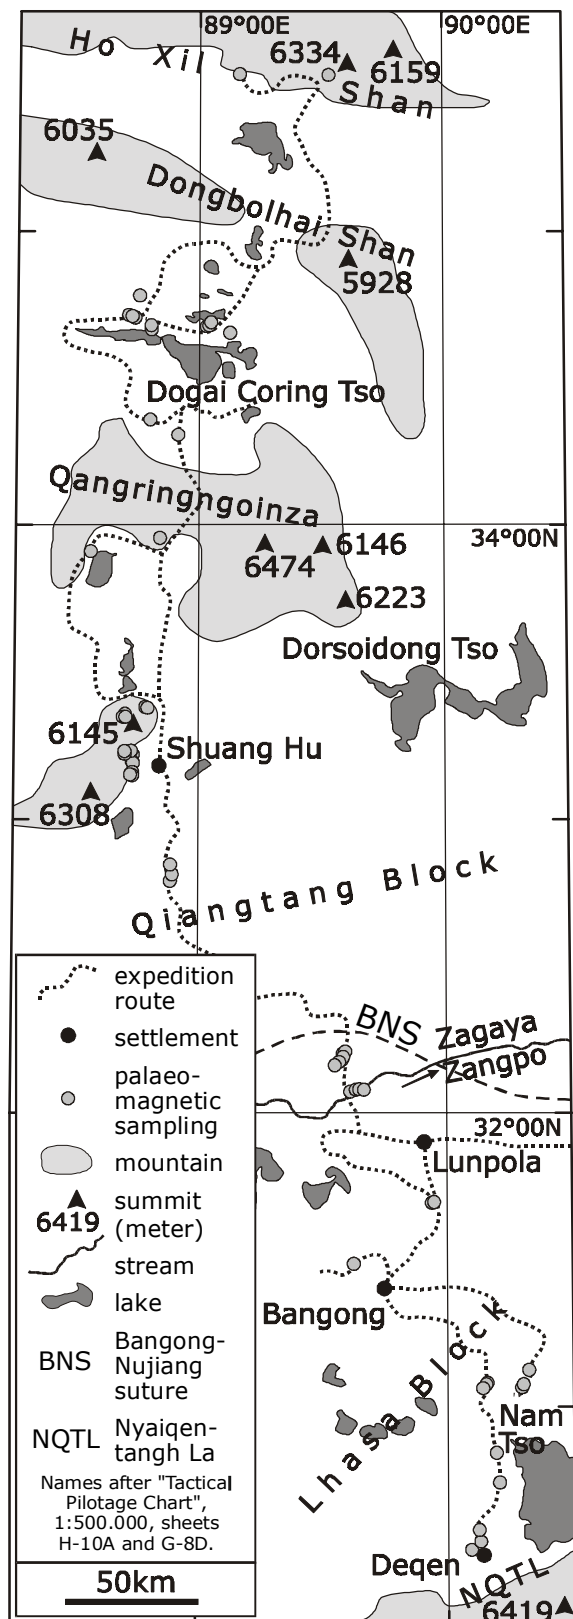 89°00'E
90°00'E
Ho Xil
Shan
6334
6159
6035
Dongbolhai Shan
5928
Dogai Coring Tso
Qangringngoinza
34°00N
6474
6146
6223
Dorsoidong Tso
6145
Shuang Hu
6308
Qiangtang Block
BNS
Zagaya
Zangpo
32°00N
Lunpola
Bangong
Lhasa Block
Nam
Tso
Deqen
NQTL
6419
expedition
route
settlement
palaeo-
magnetic
sampling
mountain
summit
6419
(meter)
stream
lake
BNS
Bangong-
Nujiang
suture
NQTL
Nyaiqen-
tangh La
Names after "Tactical
Pilotage Chart",
1:500.000, sheets
H-10A and G-8D.
50km